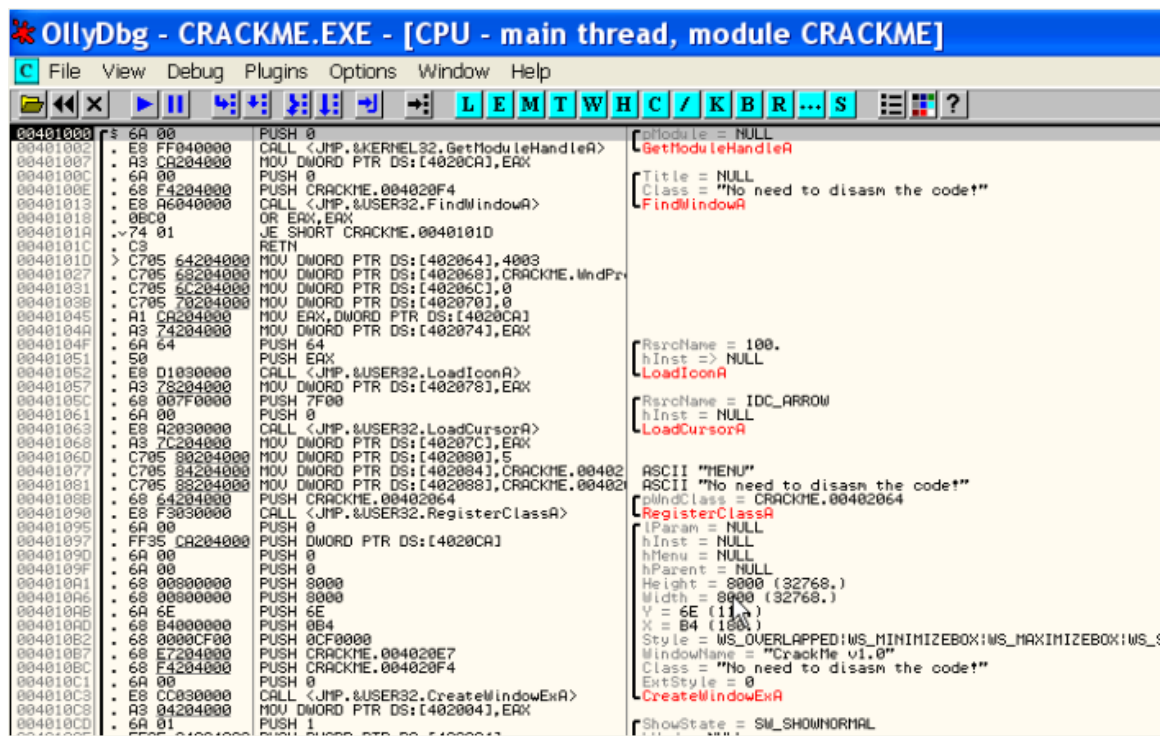 OllyDbg - CRACKME.EXE - [CPU - main thread, module CRACKME]
C File View Debug Plugins Options Window Help
L E M T W H C / K B R ... S ?
00401000 $ 6A 00 PUSH 0 pModule = NULL
00401002 . E8 FF040000 CALL <JMP.&KERNEL32.GetModuleHandleA> GetModuleHandleA
00401007 . A3 CA204000 MOV DWORD PTR DS:[4020CA],EAX
0040100C . 6A 00 PUSH 0 Title = NULL
0040100E . 68 F4204000 PUSH CRACKME.004020F4 Class = "No need to disasm the code!"
00401013 . E8 A6040000 CALL <JMP.&USER32.FindWindowA> FindWindowA
00401018 . 0BC0 OR EAX,EAX
0040101A . 74 01 JE SHORT CRACKME.0040101D
0040101C . C3 RETN
0040101D > C705 64204000 MOV DWORD PTR DS:[402064],4003
00401027 . C705 68204000 MOV DWORD PTR DS:[402068],CRACKME.WndPr
00401031 . C705 6C204000 MOV DWORD PTR DS:[40206C],0
0040103B . C705 70204000 MOV DWORD PTR DS:[402070],0
00401045 . A1 CA204000 MOV EAX,DWORD PTR DS:[4020CA]
0040104A . A3 74204000 MOV DWORD PTR DS:[402074],EAX
0040104F . 6A 64 PUSH 64 RsrcName = 100.
00401051 . 50 PUSH EAX hInst => NULL
00401052 . E8 D1030000 CALL <JMP.&USER32.LoadIconA> LoadIconA
00401057 . A3 78204000 MOV DWORD PTR DS:[402078],EAX
0040105C . 68 007F0000 PUSH 7F00 RsrcName = IDC_ARROW
00401061 . 6A 00 PUSH 0 hInst = NULL
00401063 . E8 A2030000 CALL <JMP.&USER32.LoadCursorA> LoadCursorA
00401068 . A3 7C204000 MOV DWORD PTR DS:[40207C],EAX
0040106D . C705 80204000 MOV DWORD PTR DS:[402080],5
00401077 . C705 84204000 MOV DWORD PTR DS:[402084],CRACKME.00402 ASCII "MENU"
00401081 . C705 88204000 MOV DWORD PTR DS:[402088],CRACKME.00402 ASCII "No need to disasm the code!"
0040108B . 68 64204000 PUSH CRACKME.00402064 pWndClass = CRACKME.00402064
00401090 . E8 F3030000 CALL <JMP.&USER32.RegisterClassA> RegisterClassA
00401095 . 6A 00 PUSH 0 lParam = NULL
00401097 . FF35 CA204000 PUSH DWORD PTR DS:[4020CA] hInst = NULL
0040109D . 6A 00 PUSH 0 hMenu = NULL
0040109F . 6A 00 PUSH 0 hParent = NULL
004010A1 . 68 00800000 PUSH 8000 Height = 8000 (32768.)
004010A6 . 68 00800000 PUSH 8000 Width = 8000 (32768.)
004010AB . 6A 6E PUSH 6E Y = 6E
004010AD . 68 B4000000 PUSH 0B4 X = B4 (180.)
004010B2 . 68 0000CF00 PUSH 0CF0000 Style = WS_OVERLAPPED|WS_MINIMIZEBOX|WS_MAXIMIZEBOX|WS_S
004010B7 . 68 E7204000 PUSH CRACKME.004020E7 WindowName = "CrackMe v1.0"
004010BC . 68 F4204000 PUSH CRACKME.004020F4 Class = "No need to disasm the code!"
004010C1 . 6A 00 PUSH 0 ExtStyle = 0
004010C3 . E8 CC030000 CALL <JMP.&USER32.CreateWindowExA> CreateWindowExA
004010C8 . A3 04204000 MOV DWORD PTR DS:[402004],EAX
004010CD . 6A 01 PUSH 1 ShowState = SW_SHOWNORMAL